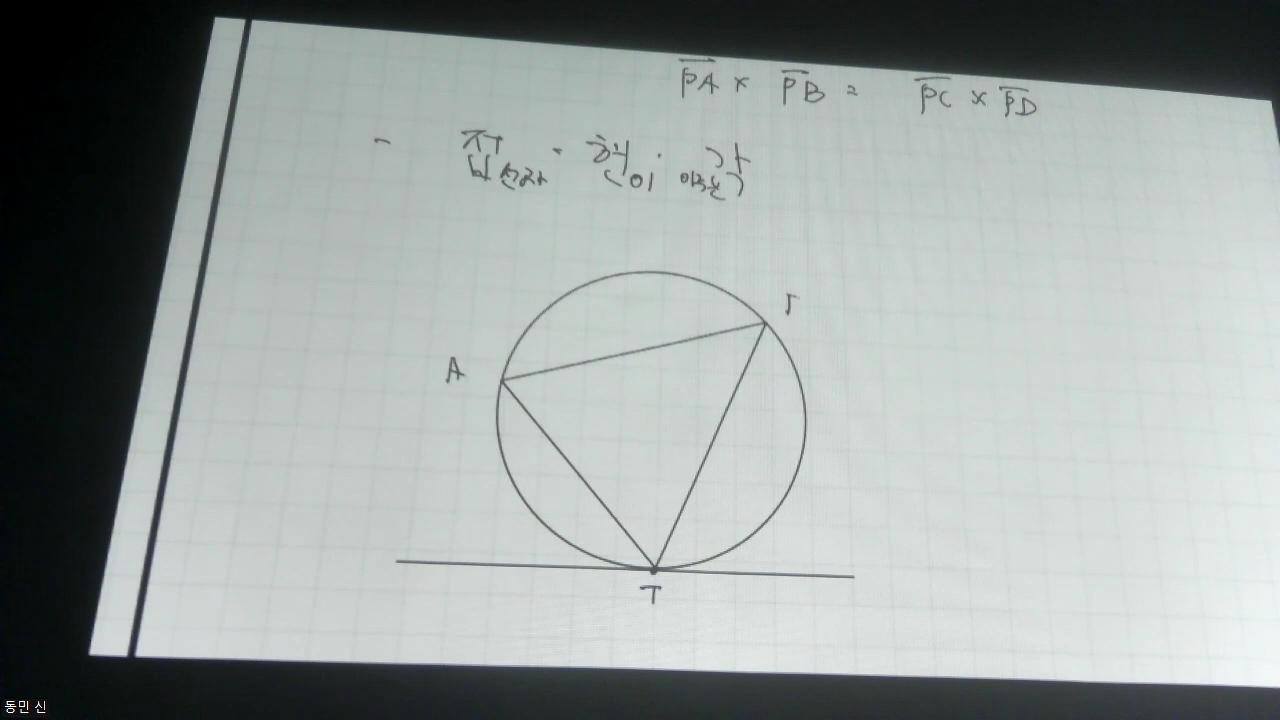 PA × PB = PC × PD
- 접선과 · 현이 · 이루는 각
A
T
동민 신